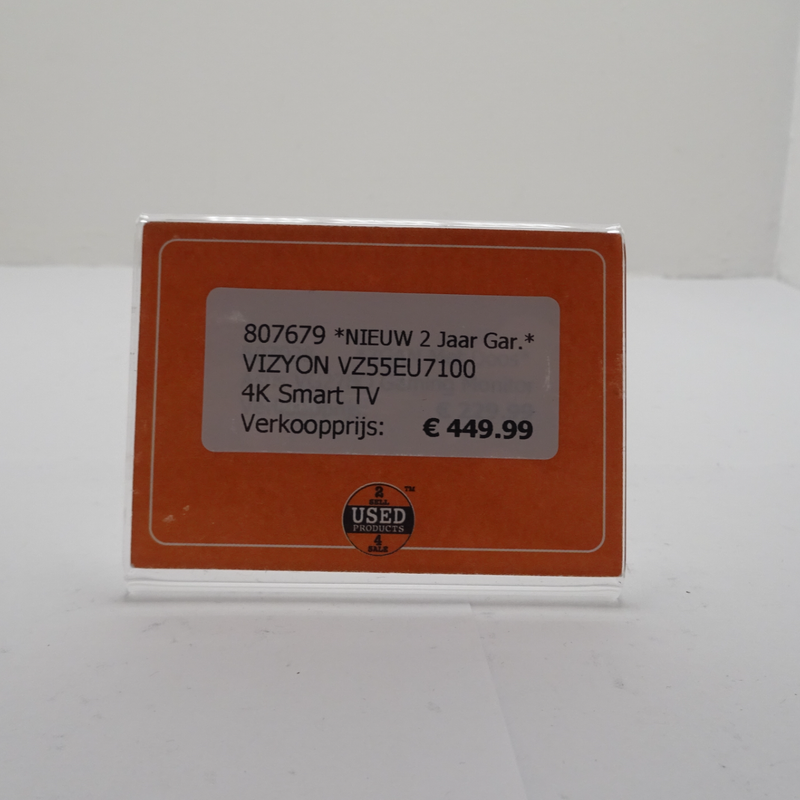 807679 *NIEUW 2 Jaar Gar.*
VIZYON VZ55EU7100
4K Smart TV
Verkoopprijs: € 449.99
2
SELL
USED
PRODUCTS
4
SALE
TM